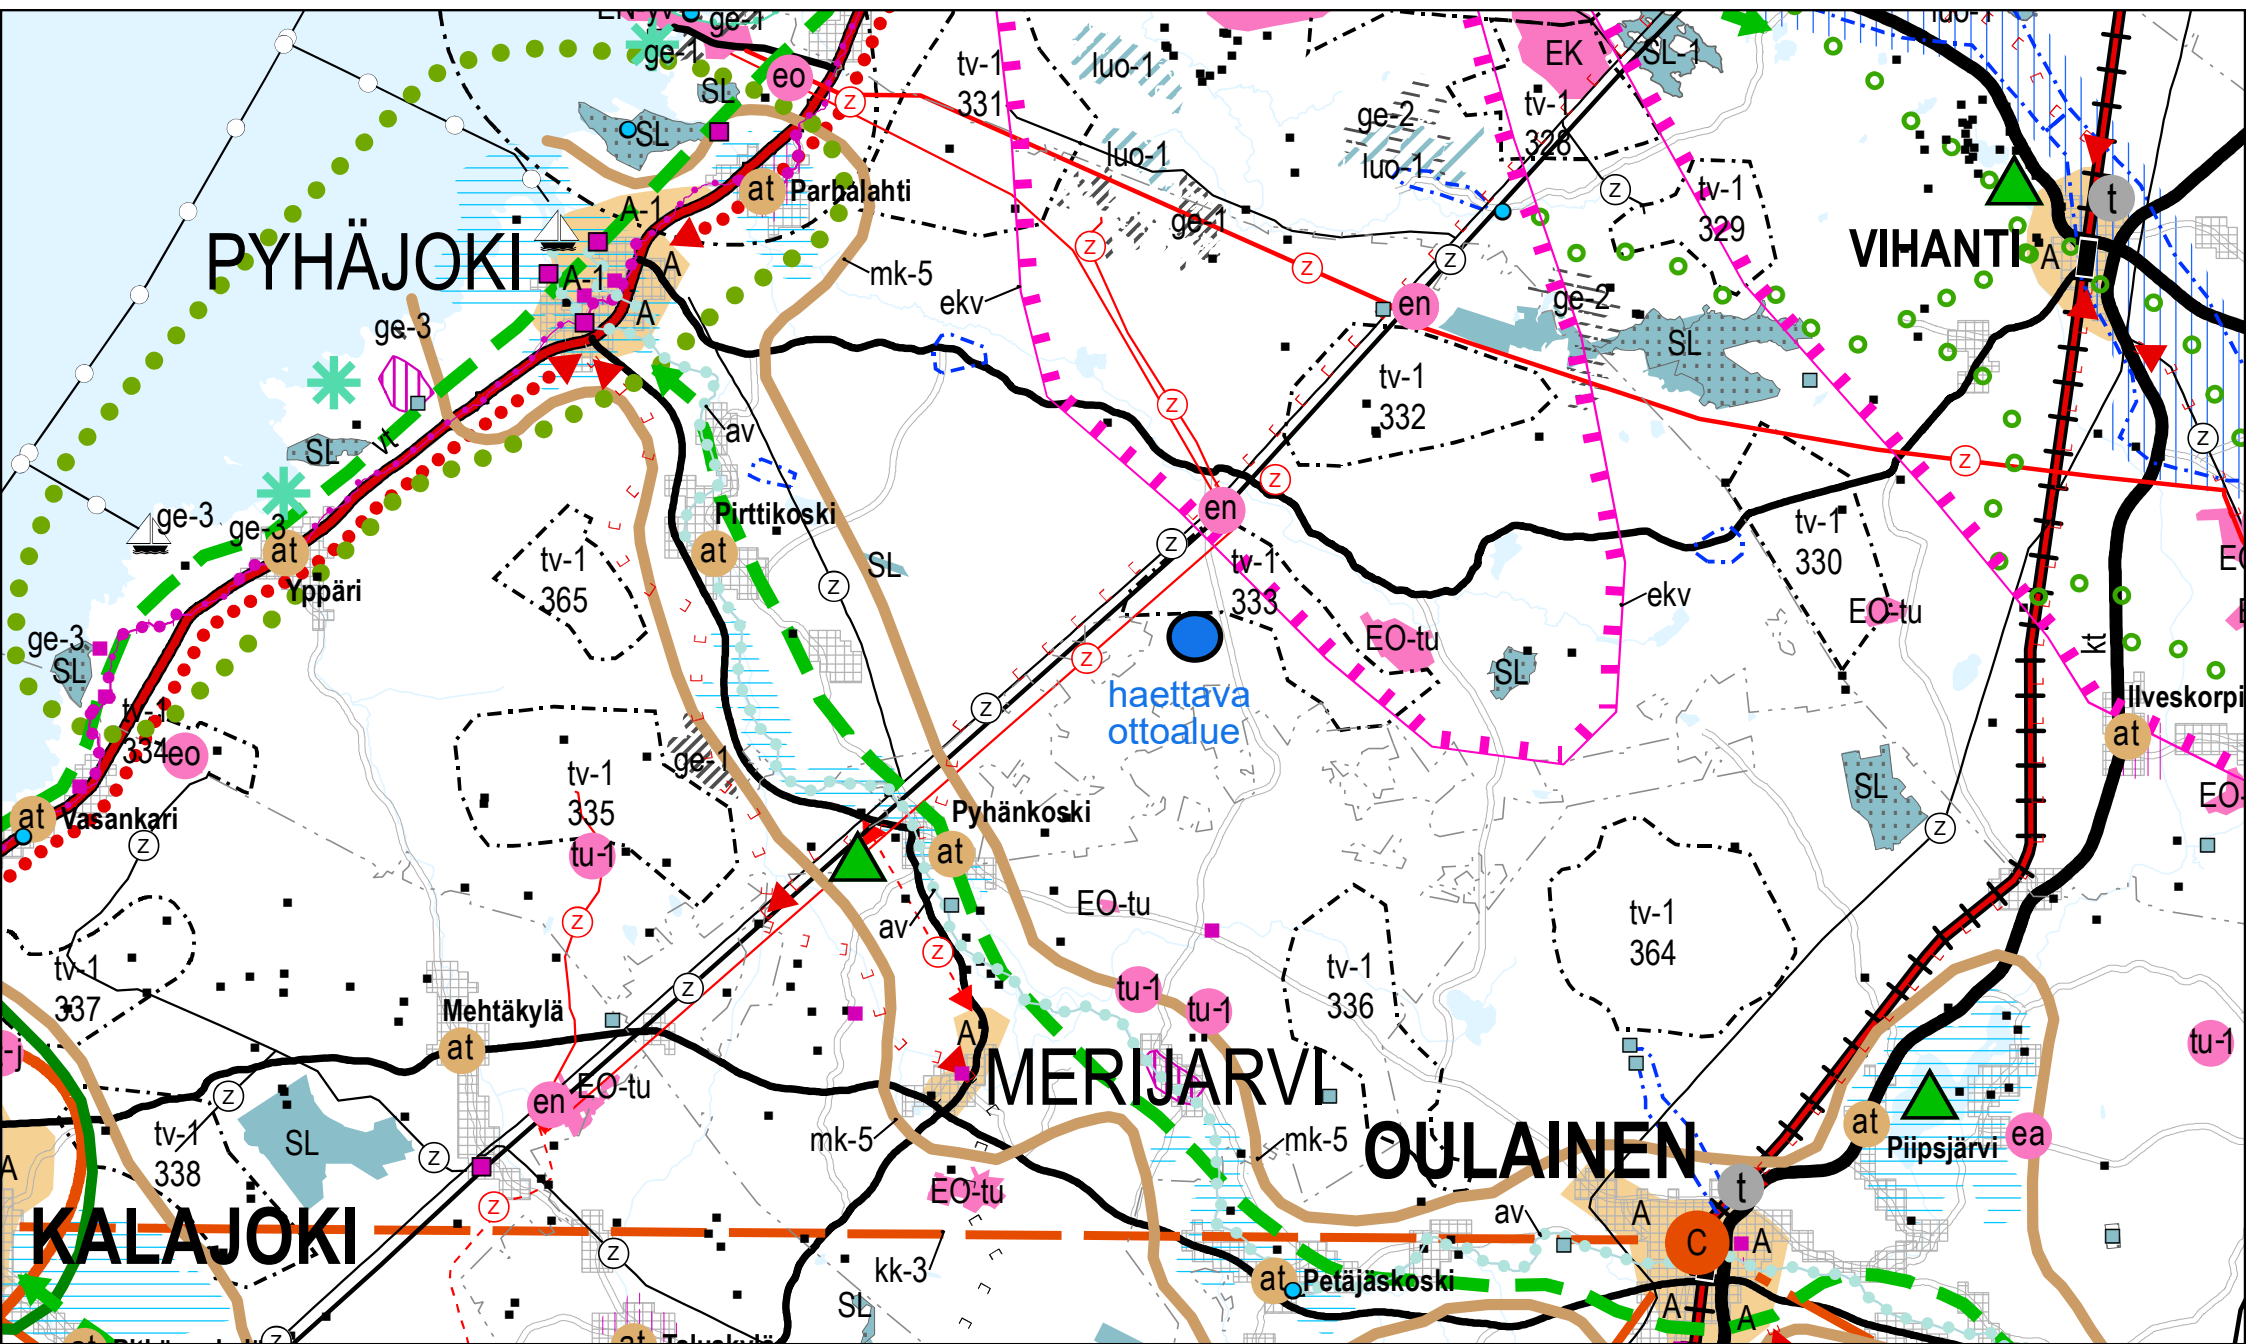 ge-1
luo-1
ge-1
eo
tv-1
331
luo-1
EK
SL-1
SL
tv-1
328
z
ge-2
SL
luo-1
luo-1
z
t
at
Parhalahti
tv-1
329
A-1
ge-1
VIHANTI
PYHÄJOKI
A
A
z
z
z
mk-5
A-1
ekv
en
ge-2
A
ge-3
SL
tv-1
332
z
av
vt
SL
z
z
z
en
Pirttikoski
ge-3
ge-3
tv-1
330
at
at
z
tv-1
365
SL
tv-1
333
z
Yppäri
ekv
EO-tu
EO-tu
ge-3
SL
z
kt
SL
haettava
ottoalue
Ilveskorpi
z
tv-1
334
eo
at
ge-1
tv-1
335
SL
at
Vasankari
Pyhänkoski
z
z
tu-1
at
EO-tu
tv-1
364
av
z
z
tv-1
337
tv-1
336
z
tu-1
Mehtäkylä
tu-1
at
A
tu-1
j
MERIJÄRVI
EO-tu
en
z
tv-1
338
SL
mk-5
mk-5
OULAINEN
at
Piipsjärvi
ea
z
A
EO-tu
t
z
KALAJOKI
A
av
C
A
z
kk-3
at
Petäjäskoski
SL
A
A
z
at